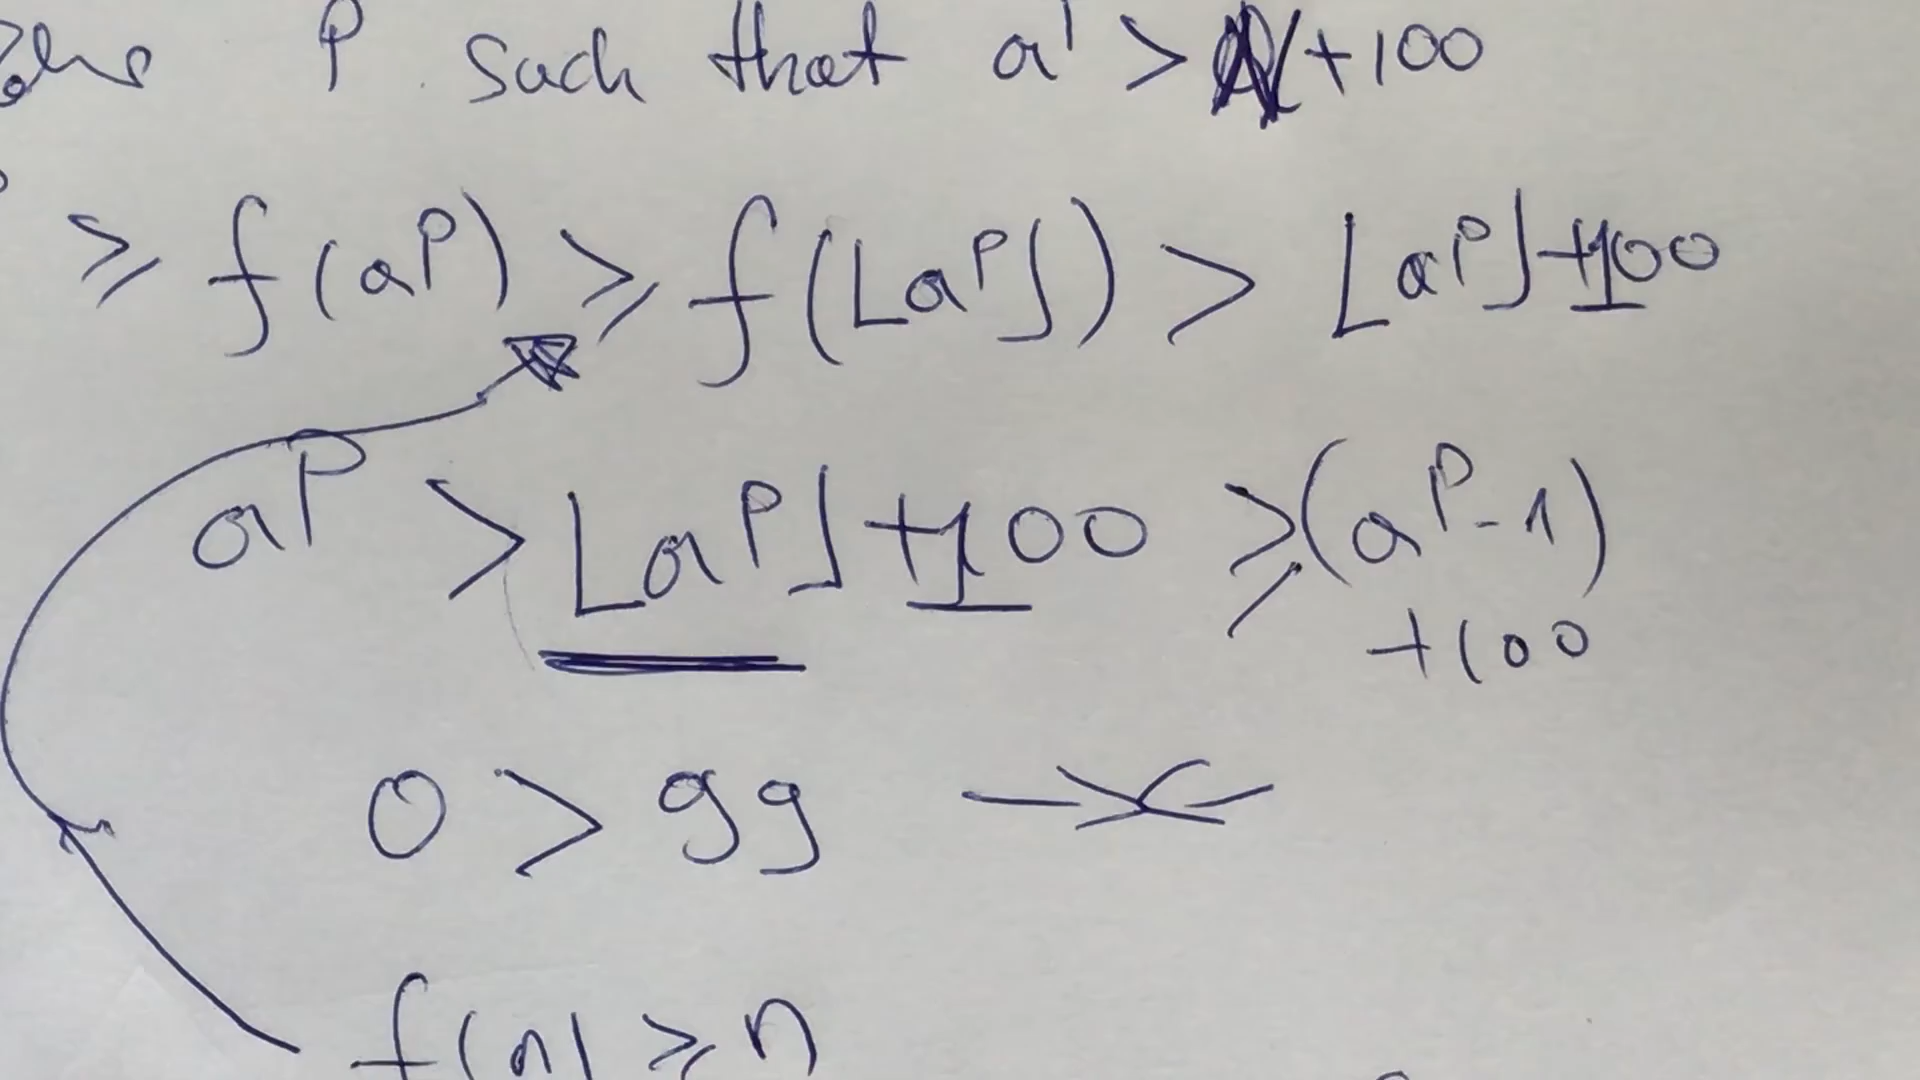 P such that a^p > N + 100
≥ f(a^p) ≥ f(⌊a^p⌋) > ⌊a^p⌋ + 100
a^p > ⌊a^p⌋ + 100 ≥ (a^p - 1)
+ 100
0 > 99
f(n) ≥ n